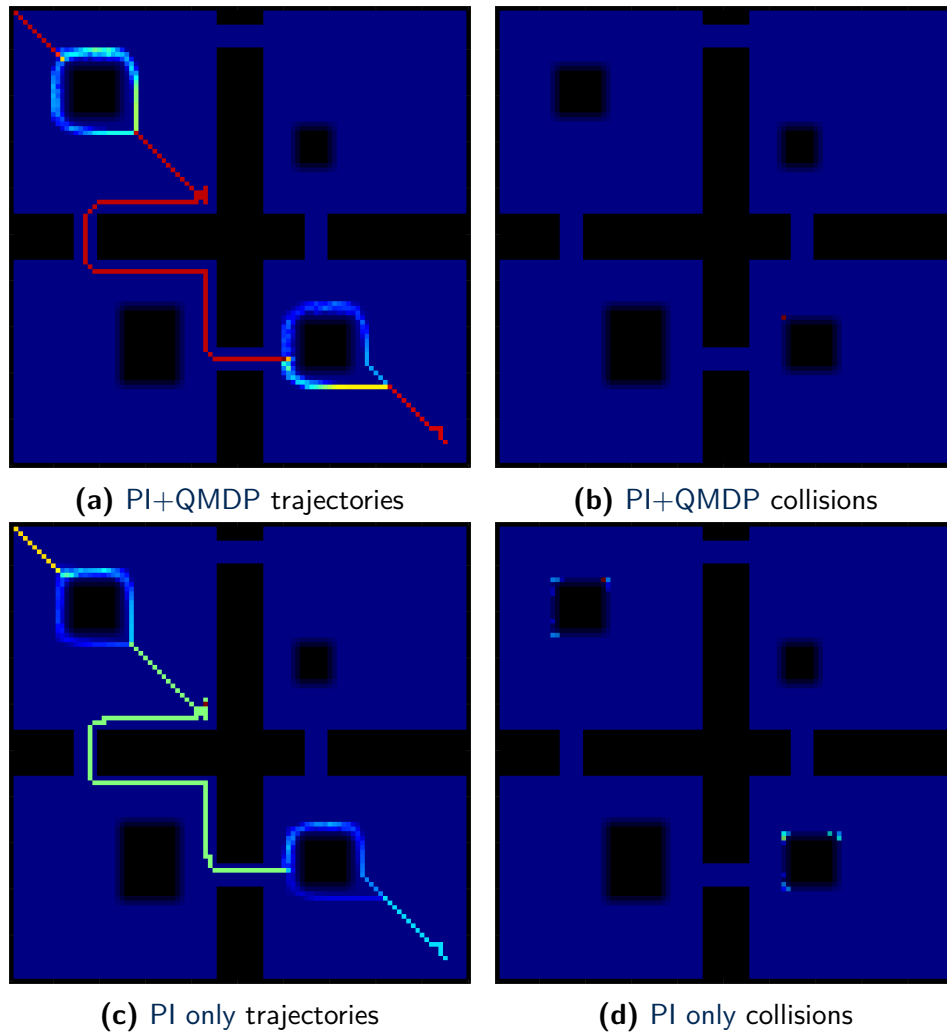 (a) PI+QMDP trajectories
(b) PI+QMDP collisions
(c) PI only trajectories
(d) PI only collisions